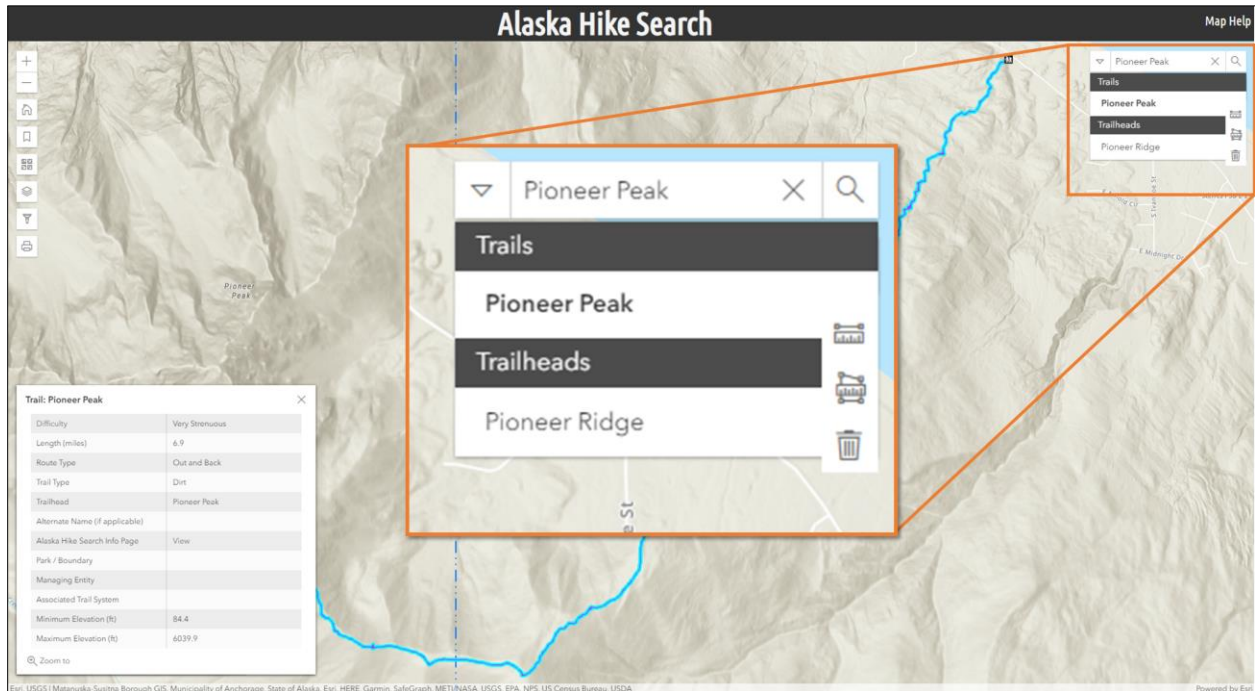 Alaska Hike Search
Map Help
Pioneer Peak
Trails
Pioneer Peak
Trailheads
Pioneer Ridge
E Midnight Dr
Pioneer
Peak
Pioneer Peak
Trails
Pioneer Peak
Trailheads
Pioneer Ridge
e St
Trail: Pioneer Peak
Difficulty Very Strenuous
Length (miles) 6.9
Route Type Out and Back
Trail Type Dirt
Trailhead Pioneer Peak
Alternate Name (if applicable)
Alaska Hike Search Info Page View
Park / Boundary
Managing Entity
Associated Trail System
Minimum Elevation (ft) 84.4
Maximum Elevation (ft) 6039.9
Zoom to
Esri, USGS | Matanuska-Susitna Borough GIS, Municipality of Anchorage, State of Alaska, Esri, HERE, Garmin, SafeGraph, METI/NASA, USGS, EPA, NPS, US Census Bureau, USDA
Powered by Esri